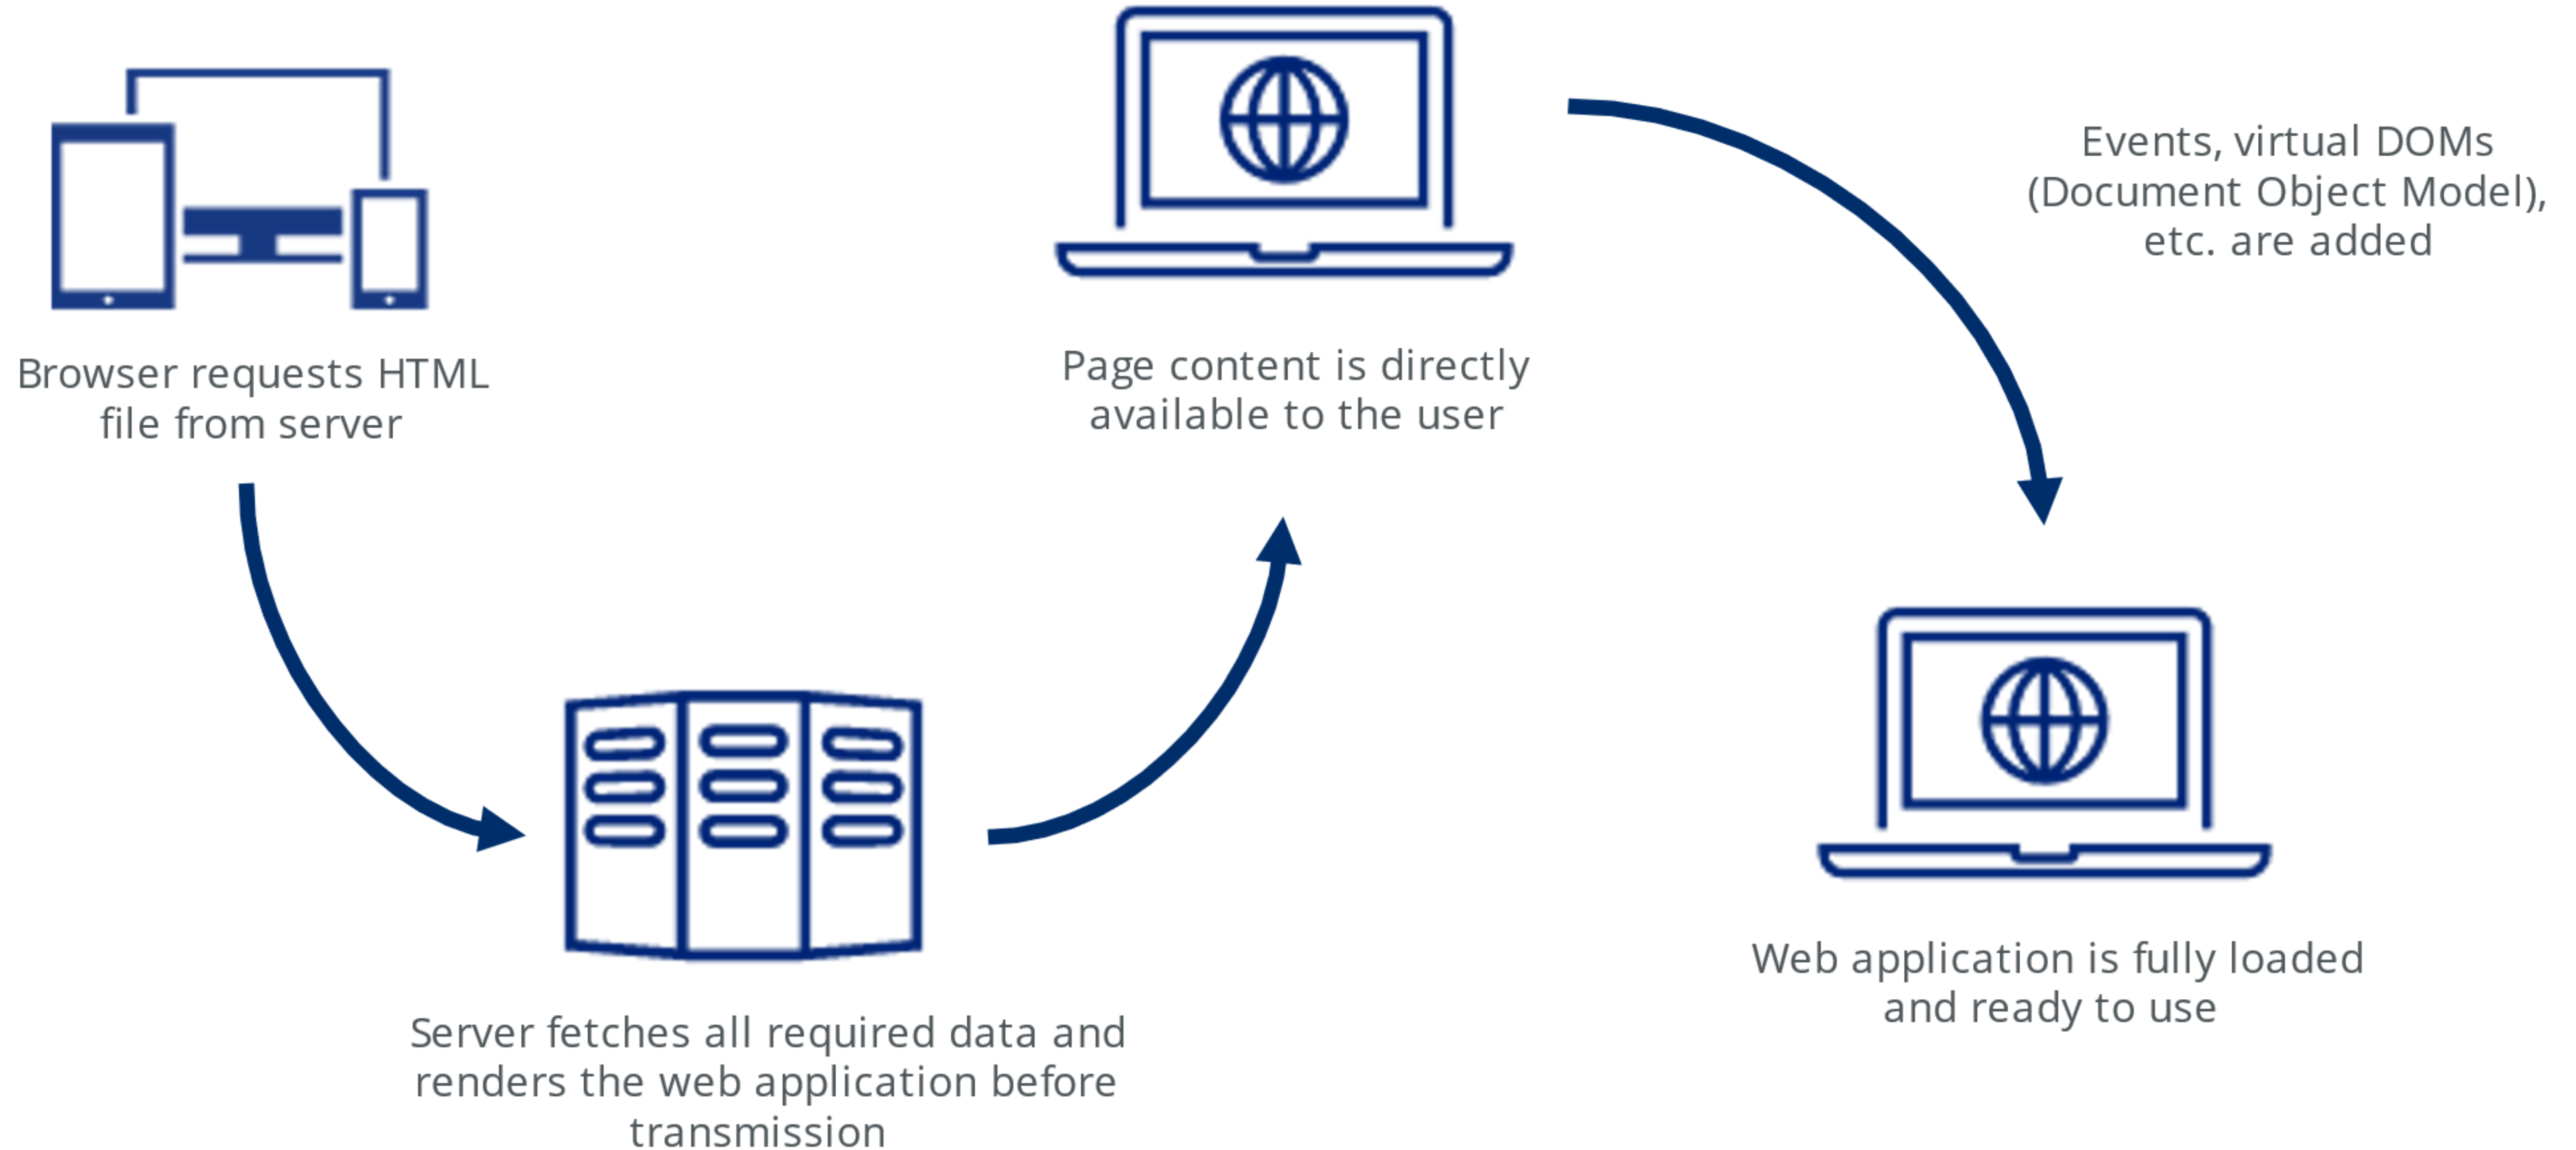 Browser requests HTML
file from server
Server fetches all required data and
renders the web application before
transmission
Page content is directly
available to the user
Events, virtual DOMs
(Document Object Model),
etc. are added
Web application is fully loaded
and ready to use